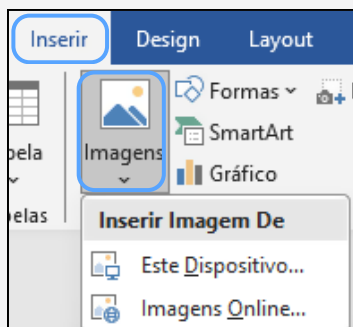 Inserir Design Layout
Formas
SmartArt
Imagens
Gráfico
Inserir Imagem De
Este Dispositivo...
Imagens Online...